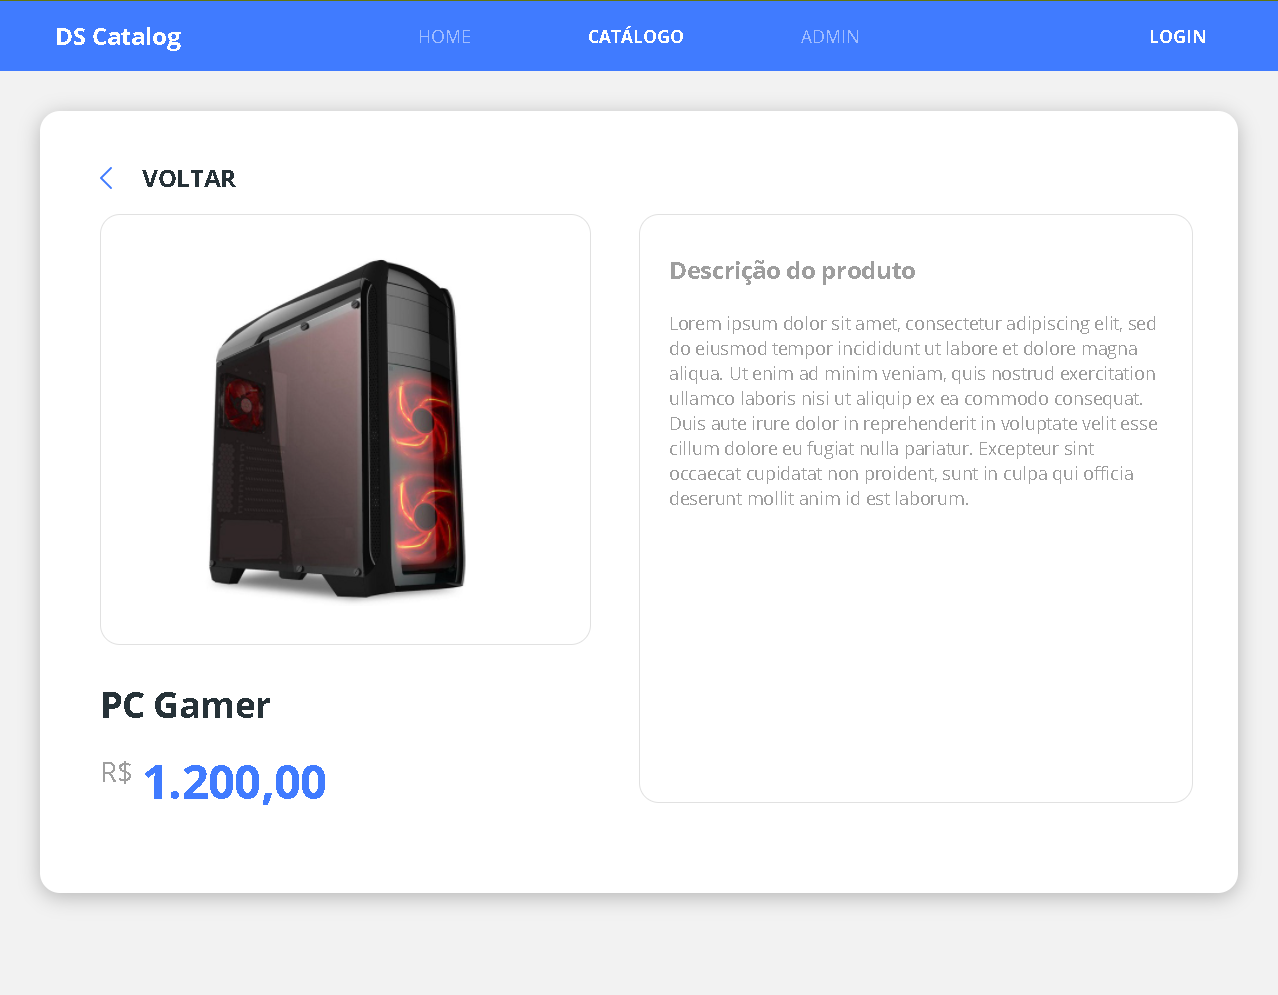 DS Catalog
HOME
CATÁLOGO
ADMIN
LOGIN
VOLTAR
PC Gamer
R$ 1.200,00
Descrição do produto
Lorem ipsum dolor sit amet, consectetur adipiscing elit, sed
do eiusmod tempor incididunt ut labore et dolore magna
aliqua. Ut enim ad minim veniam, quis nostrud exercitation
ullamco laboris nisi ut aliquip ex ea commodo consequat.
Duis aute irure dolor in reprehenderit in voluptate velit esse
cillum dolore eu fugiat nulla pariatur. Excepteur sint
occaecat cupidatat non proident, sunt in culpa qui officia
deserunt mollit anim id est laborum.